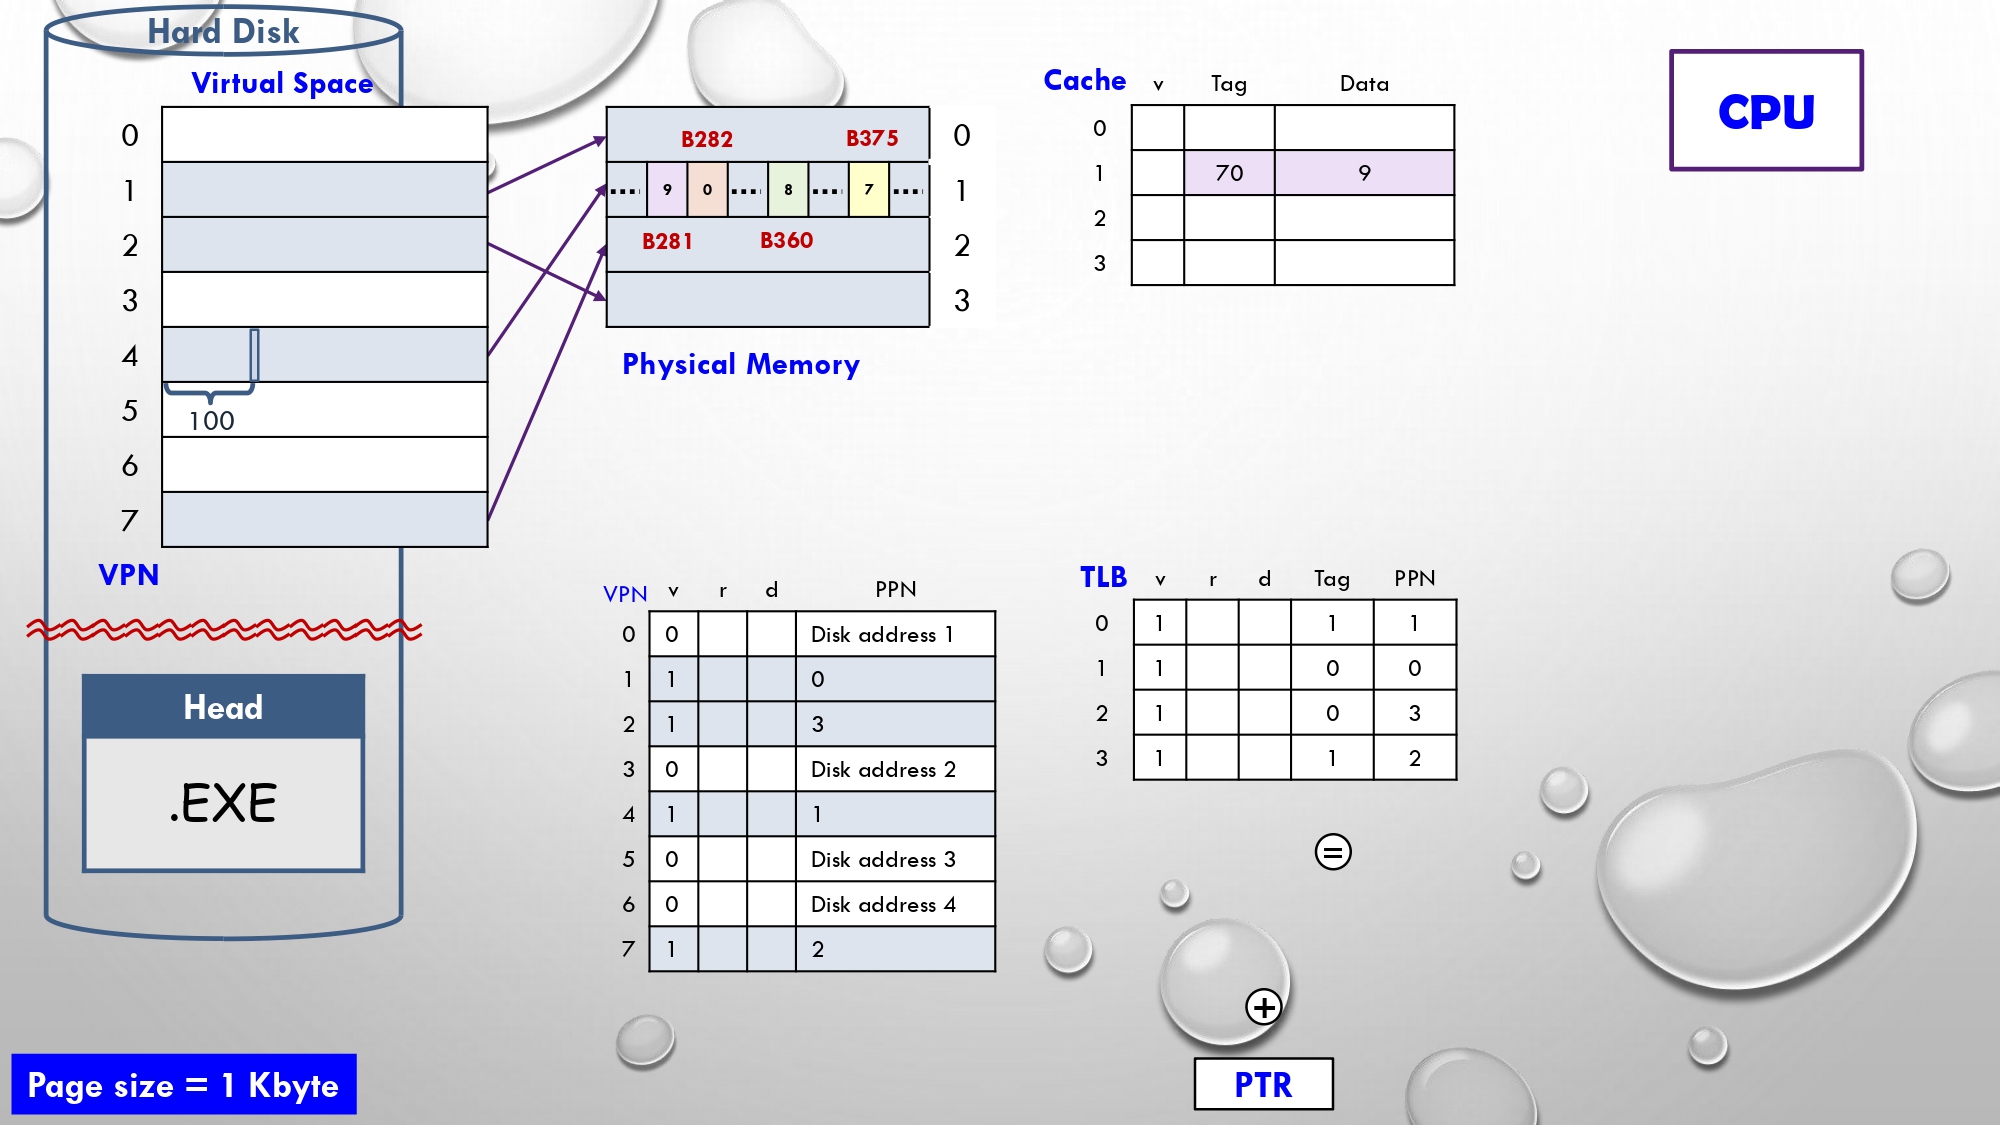 Hard Disk
Virtual Space
0
1
2
3
4
5
6
7
100
VPN
Head
.EXE
Page size = 1 Kbyte
B282 B375
.... 9 0 .... 8 .... 7 ....
B281 B360
0
1
2
3
Physical Memory
Cache v Tag Data
0
1 70 9
2
3
CPU
VPN v r d PPN
0 0 Disk address 1
1 1 0
2 1 3
3 0 Disk address 2
4 1 1
5 0 Disk address 3
6 0 Disk address 4
7 1 2
TLB v r d Tag PPN
0 1 1 1
1 1 0 0
2 1 0 3
3 1 1 2
=
+
PTR